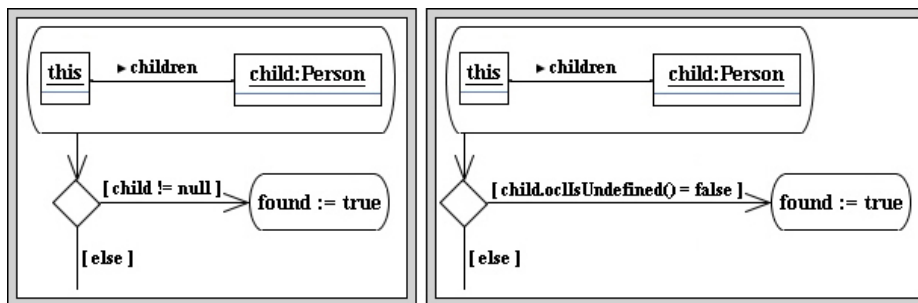 this
▸ children
child:Person
[ child != null ]
found := true
[ else ]
this
▸ children
child:Person
[ child.oclIsUndefined() = false ]
found := true
[ else ]